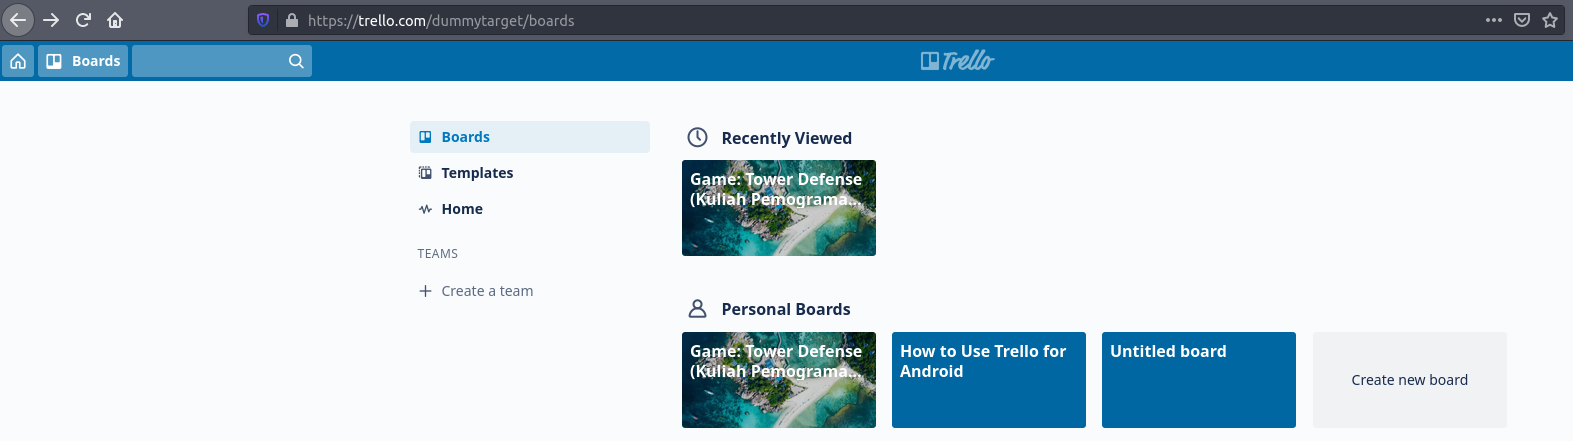 https://trello.com/dummytarget/boards
Boards
Trello
Boards
Templates
Home
TEAMS
Create a team
Recently Viewed
Game: Tower Defense
(Kuliah Pemograma...
Personal Boards
Game: Tower Defense
(Kuliah Pemograma...
How to Use Trello for
Android
Untitled board
Create new board